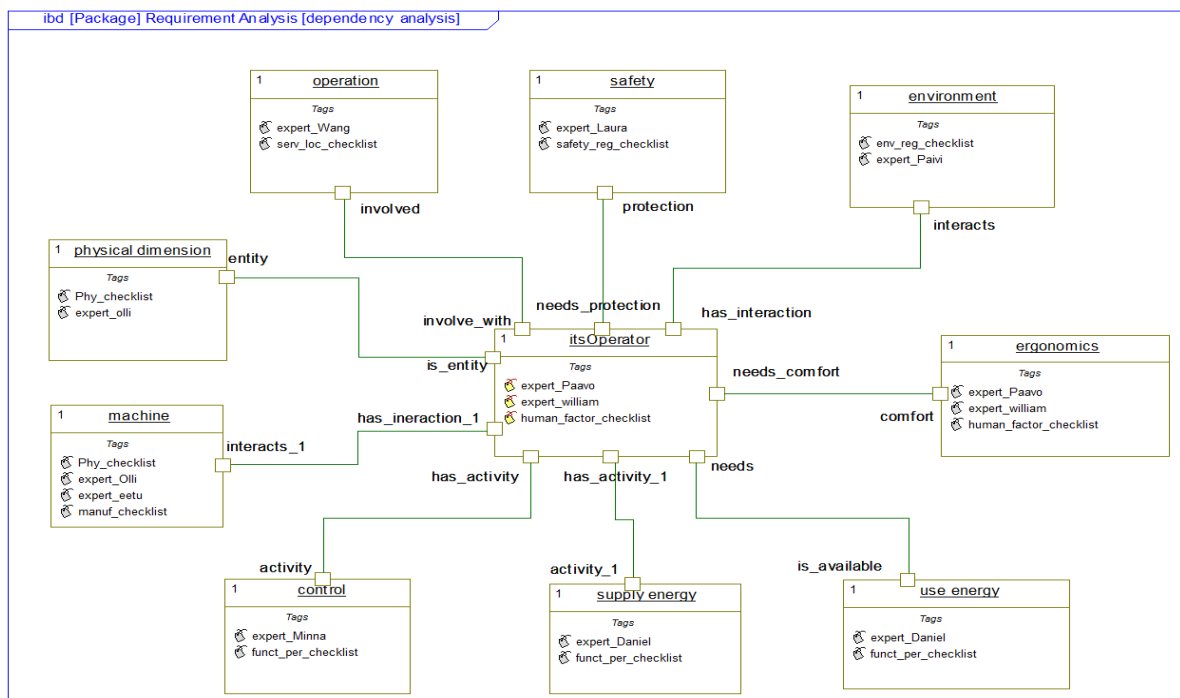 ibd [Package] Requirement Analysis [dependency analysis]
1 operation
Tags
expert_Wang
serv_loc_checklist
involved
1 safety
Tags
expert_Laura
safety_reg_checklist
protection
1 environment
Tags
env_reg_checklist
expert_Paivi
interacts
1 physical dimension
Tags
Phy_checklist
expert_olli
entity
involve_with
needs_protection
has_interaction
is_entity
1 itsOperator
Tags
expert_Paavo
expert_william
human_factor_checklist
needs_comfort
1 ergonomics
Tags
expert_Paavo
expert_william
human_factor_checklist
comfort
1 machine
Tags
Phy_checklist
expert_Olli
expert_eetu
manuf_checklist
interacts_1
has_ineraction_1
has_activity
has_activity_1
needs
activity
1 control
Tags
expert_Minna
funct_per_checklist
activity_1
1 supply energy
Tags
expert_Daniel
funct_per_checklist
is_available
1 use energy
Tags
expert_Daniel
funct_per_checklist